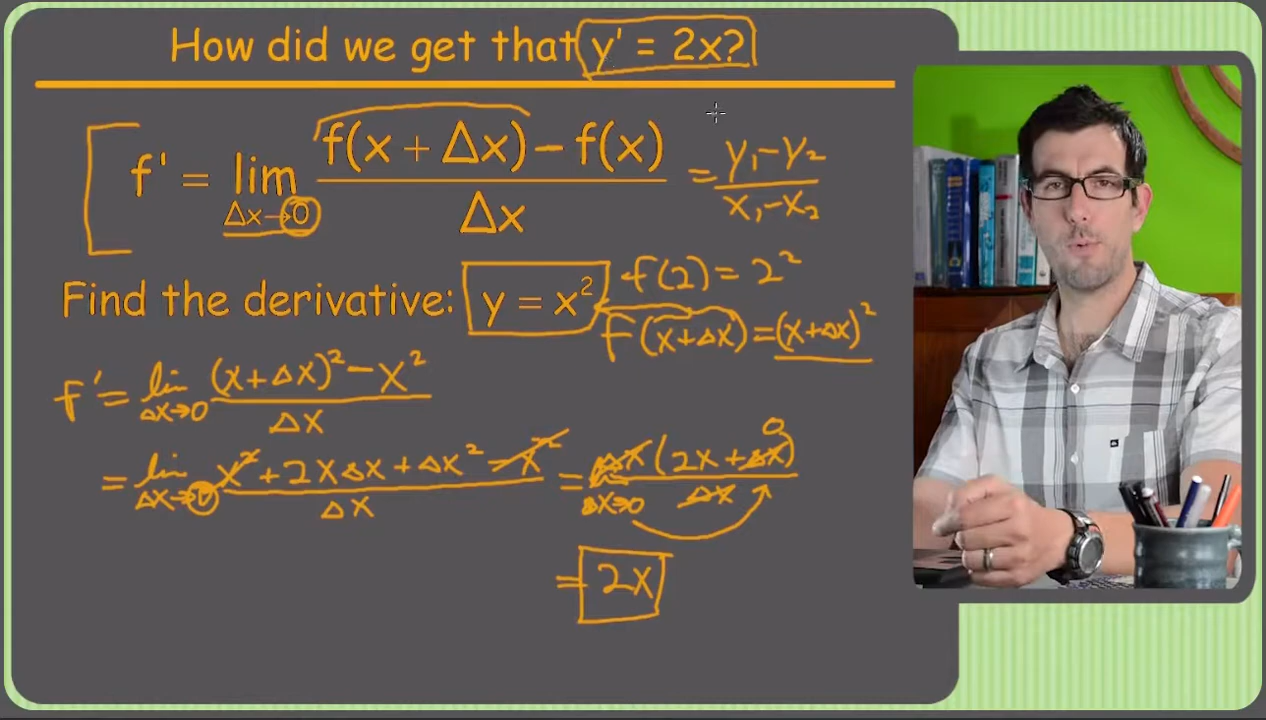 How did we get that y' = 2x?
f' = lim Δx→0 f(x + Δx) − f(x) / Δx = y₁−y₂ / x₁−x₂
Find the derivative: y = x²
f(2) = 2²
f(x+Δx) = (x+Δx)²
f' = lim Δx→0 (x+Δx)² − x² / Δx
= lim Δx→0 x² + 2xΔx + Δx² − x² / Δx = Δx→0 Δx(2x + Δx) / Δx
0
= 2x